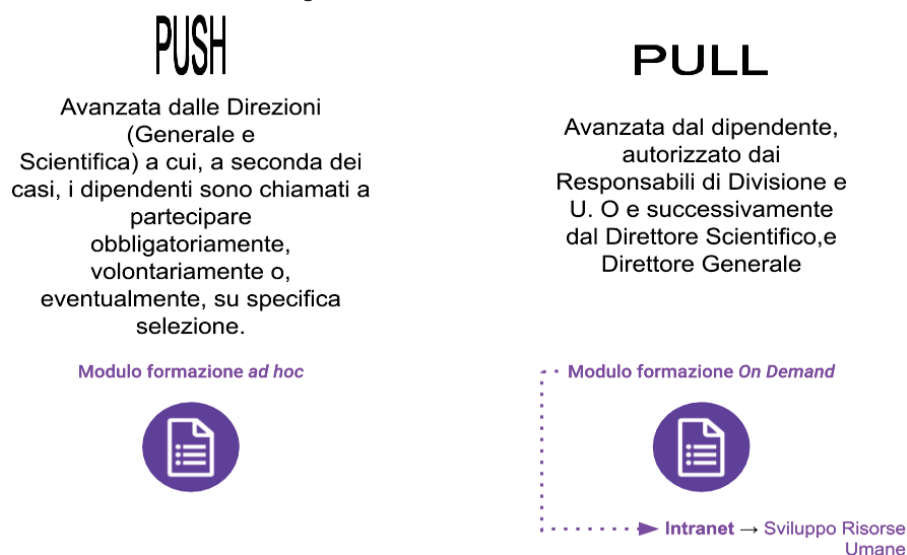 PUSH
Avanzata dalle Direzioni
(Generale e
Scientifica) a cui, a seconda dei
casi, i dipendenti sono chiamati a
partecipare
obbligatoriamente,
volontariamente o,
eventualmente, su specifica
selezione.
Modulo formazione ad hoc
PULL
Avanzata dal dipendente,
autorizzato dai
Responsabili di Divisione e
U. O e successivamente
dal Direttore Scientifico,e
Direttore Generale
Modulo formazione On Demand
Intranet → Sviluppo Risorse
Umane